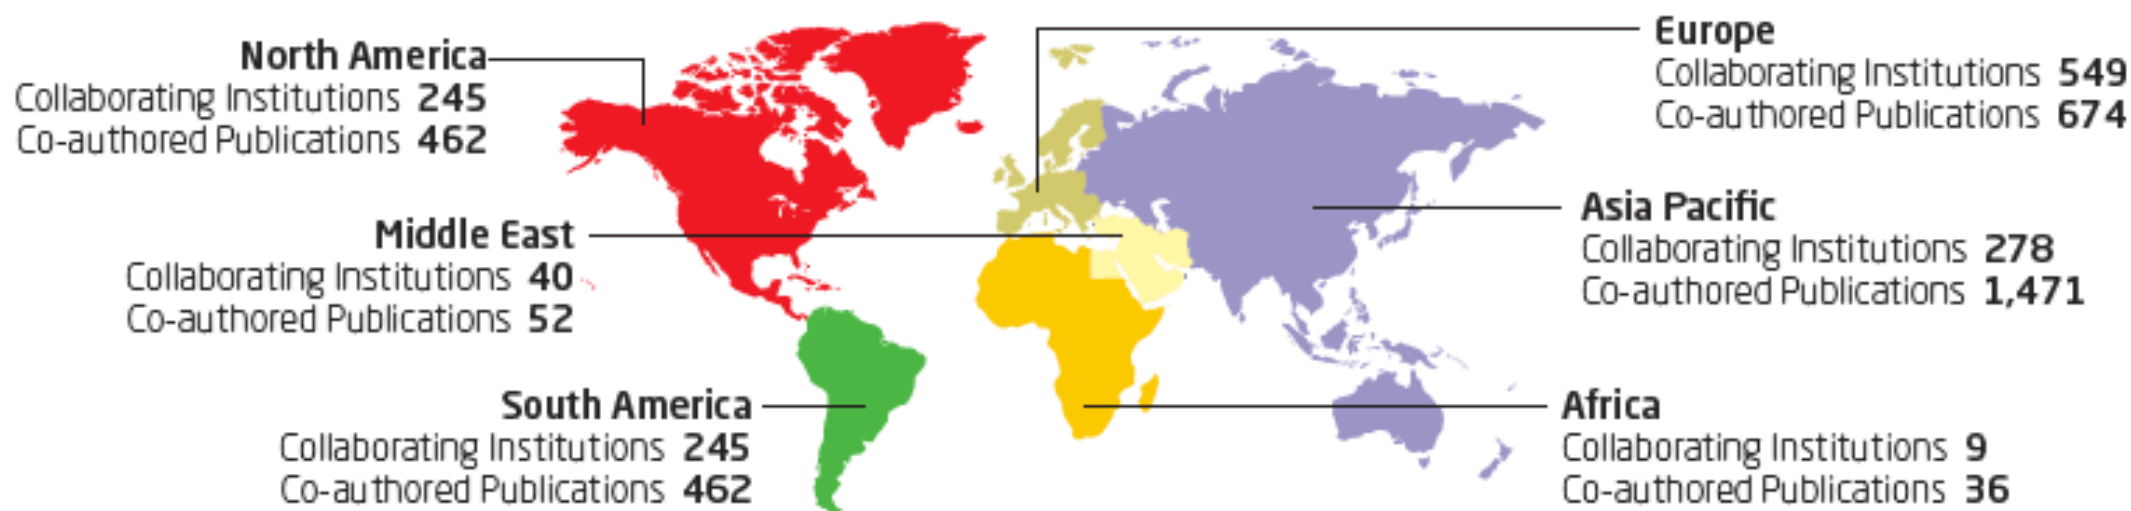 North America
Collaborating Institutions 245
Co-authored Publications 462
Middle East
Collaborating Institutions 40
Co-authored Publications 52
South America
Collaborating Institutions 245
Co-authored Publications 462
Europe
Collaborating Institutions 549
Co-authored Publications 674
Asia Pacific
Collaborating Institutions 278
Co-authored Publications 1,471
Africa
Collaborating Institutions 9
Co-authored Publications 36